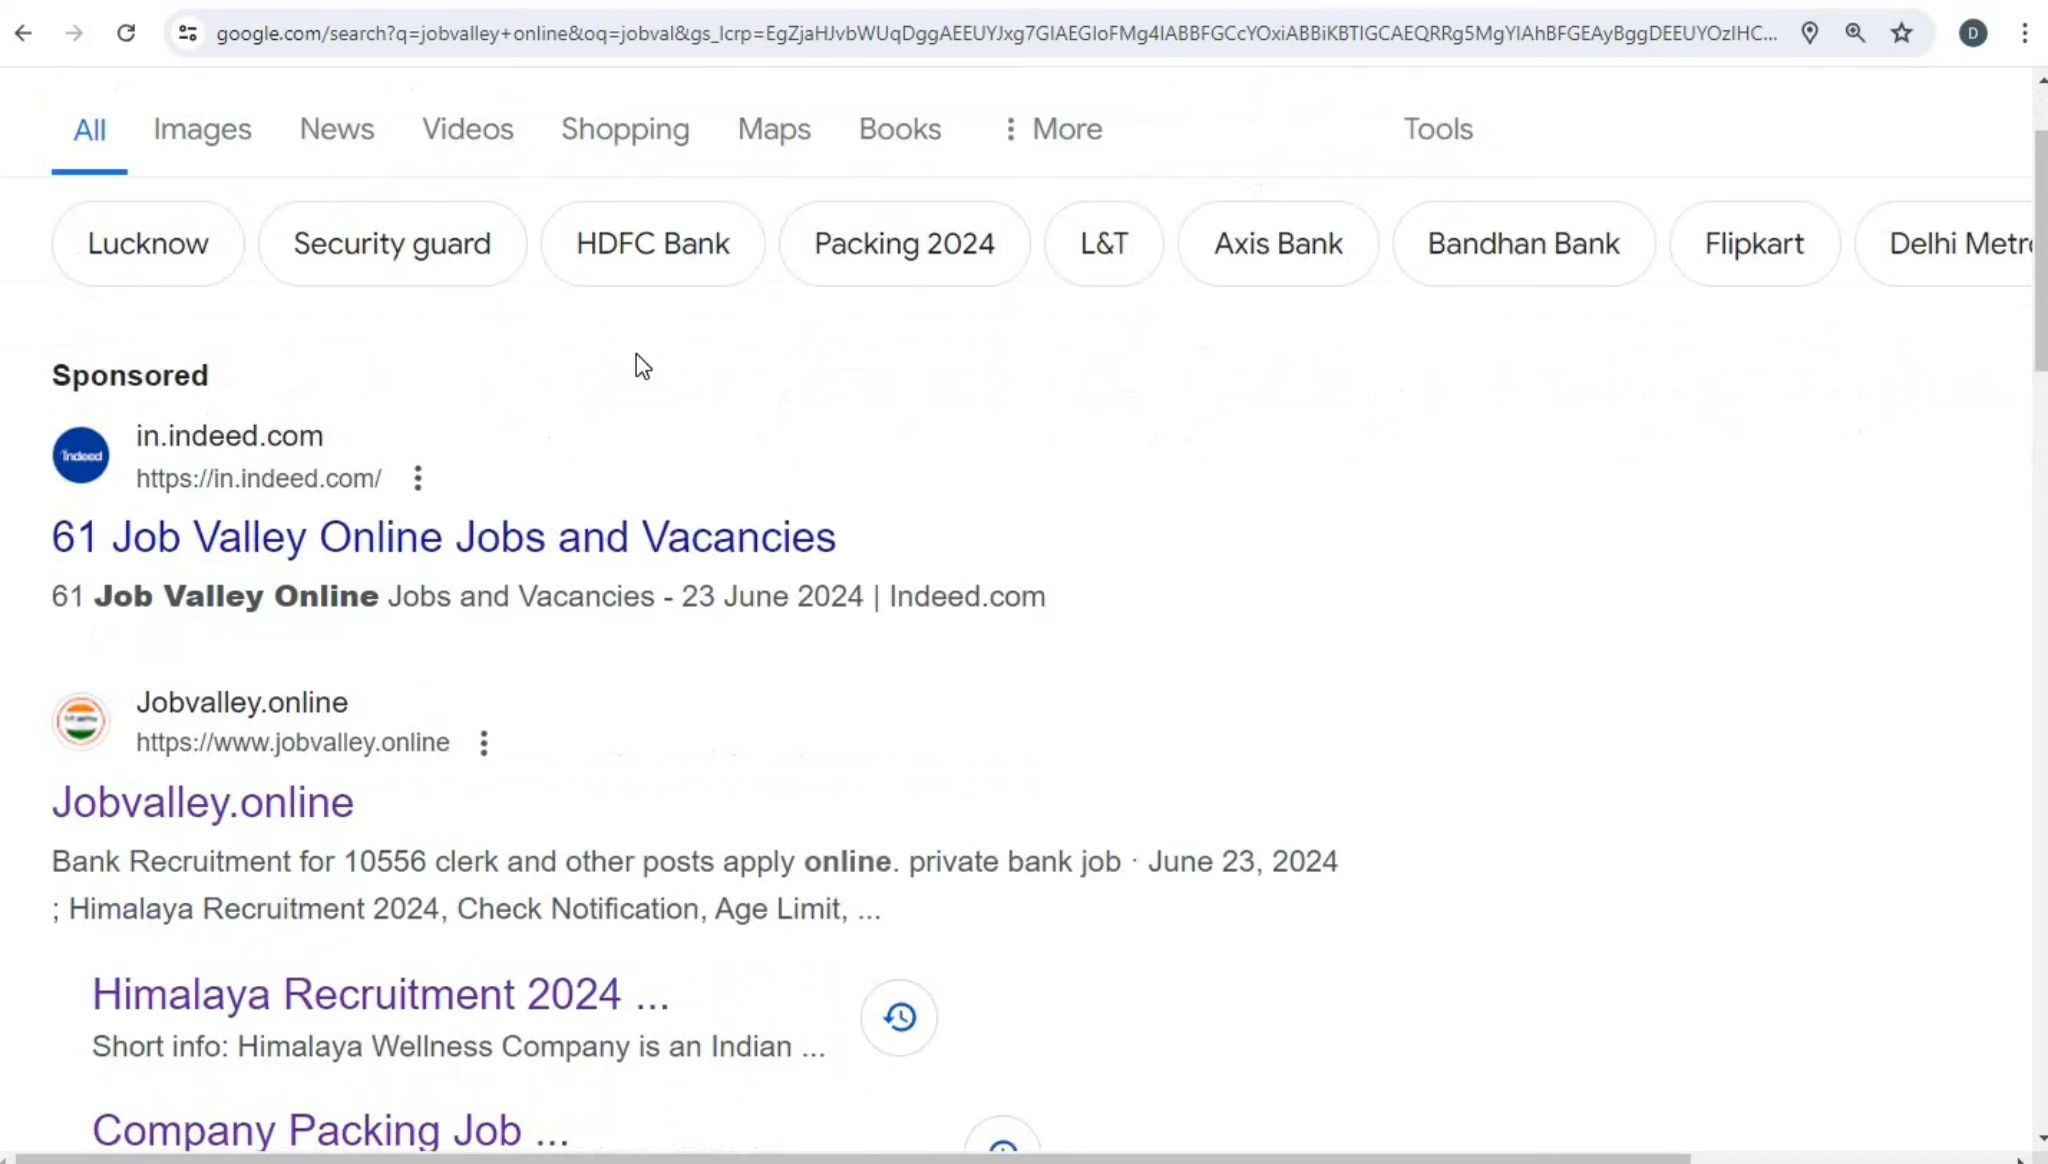 google.com/search?q=jobvalley+online&oq=jobval&gs_lcrp=EgZjaHJvbWUqDggAEEUYJxg7GIAEGIoFMg4IABBFGCcYOxiABBiKBTIGCAEQRRg5MgYIAhBFGEAyBggDEEUYOzIHC...
D
All Images News Videos Shopping Maps Books More Tools
Lucknow Security guard HDFC Bank Packing 2024 L&T Axis Bank Bandhan Bank Flipkart Delhi Metr
Sponsored
indeed
in.indeed.com
https://in.indeed.com/
61 Job Valley Online Jobs and Vacancies
61 Job Valley Online Jobs and Vacancies - 23 June 2024 | Indeed.com
Jobvalley.online
https://www.jobvalley.online
Jobvalley.online
Bank Recruitment for 10556 clerk and other posts apply online. private bank job · June 23, 2024
; Himalaya Recruitment 2024, Check Notification, Age Limit, ...
Himalaya Recruitment 2024 ...
Short info: Himalaya Wellness Company is an Indian ...
Company Packing Job ...